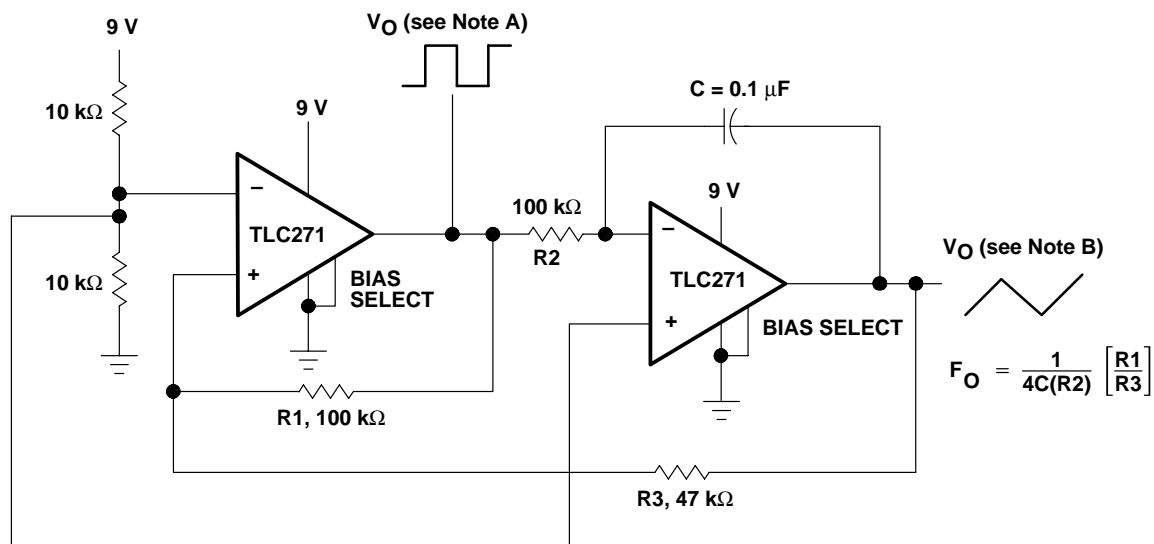 9 V
VO (see Note A)
10 kΩ
9 V
C = 0.1 μF
−
TLC271
+
100 kΩ
R2
9 V
−
TLC271
+
VO (see Note B)
10 kΩ
BIAS
SELECT
BIAS SELECT
FO = 1/4C(R2) [R1/R3]
R1, 100 kΩ
R3, 47 kΩ